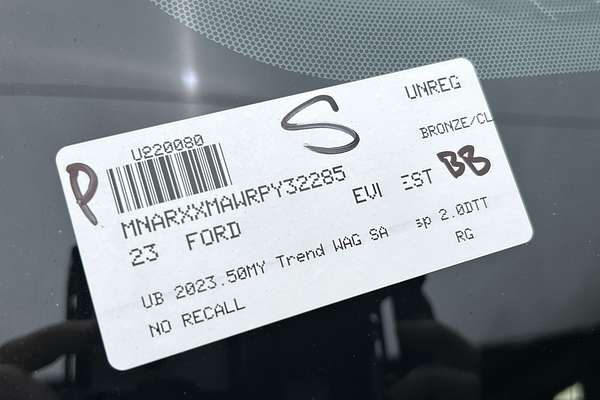 UNREG
S
U220080
BRONZE/CL
P
BB
MNARXXMAWRPY32285
EVI EST
23 FORD
UB 2023.50MY Trend WAG SA sp 2.0DTT
NO RECALL
RG